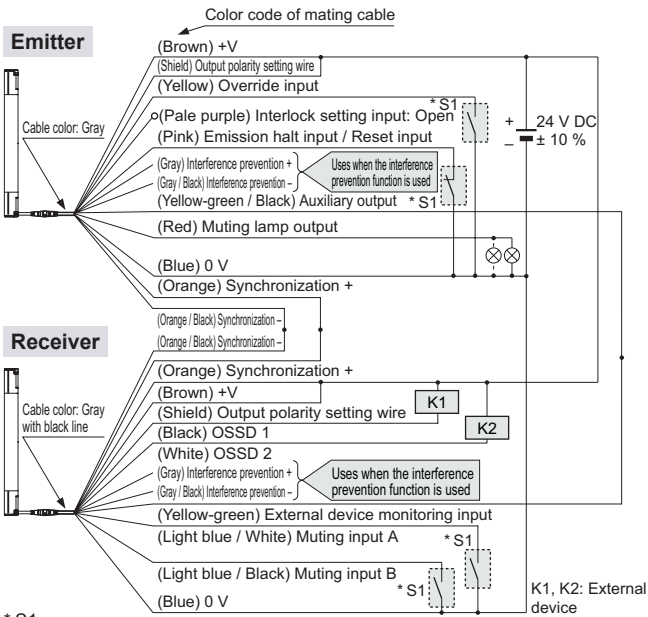 Color code of mating cable
Emitter
(Brown) +V
(Shield) Output polarity setting wire
(Yellow) Override input
* S1
(Pale purple) Interlock setting input: Open
+ 24 V DC
– ± 10 %
Cable color: Gray
(Pink) Emission halt input / Reset input
(Gray) Interference prevention +
(Gray / Black) Interference prevention –
Uses when the interference
prevention function is used
(Yellow-green / Black) Auxiliary output
* S1
(Red) Muting lamp output
(Blue) 0 V
(Orange) Synchronization +
(Orange / Black) Synchronization –
(Orange / Black) Synchronization –
Receiver
(Orange) Synchronization +
(Brown) +V
Cable color: Gray
with black line
(Shield) Output polarity setting wire
K1
(Black) OSSD 1
K2
(White) OSSD 2
(Gray) Interference prevention +
(Gray / Black) Interference prevention –
Uses when the interference
prevention function is used
(Yellow-green) External device monitoring input
(Light blue / White) Muting input A
* S1
(Light blue / Black) Muting input B
* S1
K1, K2: External
device
(Blue) 0 V
* S1